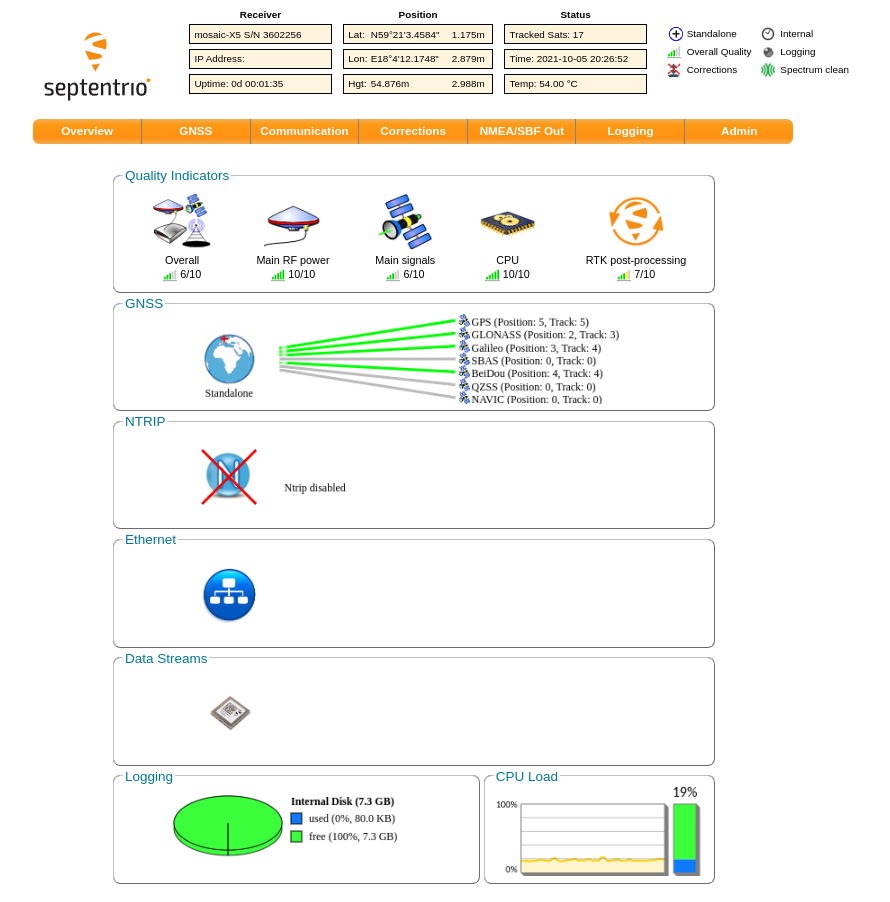 septentrio
Receiver
mosaic-X5 S/N 3602256
IP Address:
Uptime: 0d 00:01:35
Position
Lat: N59°21'3.4584" 1.175m
Lon: E18°4'12.1748" 2.879m
Hgt: 54.876m 2.988m
Status
Tracked Sats: 17
Time: 2021-10-05 20:26:52
Temp: 54.00 °C
Standalone
Overall Quality
Corrections
Internal
Logging
Spectrum clean
Overview GNSS Communication Corrections NMEA/SBF Out Logging Admin
Quality Indicators
Overall Main RF power Main signals CPU RTK post-processing
6/10 10/10 6/10 10/10 7/10
GNSS
Standalone
GPS (Position: 5, Track: 5)
GLONASS (Position: 2, Track: 3)
Galileo (Position: 3, Track: 4)
SBAS (Position: 0, Track: 0)
BeiDou (Position: 4, Track: 4)
QZSS (Position: 0, Track: 0)
NAVIC (Position: 0, Track: 0)
NTRIP
N
Ntrip disabled
Ethernet
Data Streams
Logging
Internal Disk (7.3 GB)
used (0%, 80.0 KB)
free (100%, 7.3 GB)
CPU Load
19%
100%
0%